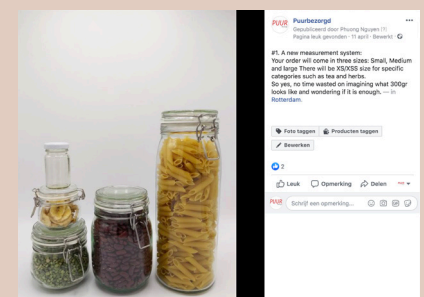 Puurbezorgd
Gepubliceerd door Phuong Nguyen [?]
Pagina leuk gevonden · 11 april · Bewerkt ·
#1. A new measurement system:
Your order will come in three sizes: Small, Medium
and large There will be XS/XSS size for specific
categories such as tea and herbs.
So yes, no time wasted on imagining what 300gr
looks like and wondering if it is enough. — in
Rotterdam.
Foto taggen Producten taggen
Bewerken
2
Leuk Opmerking Delen
PUUR Schrijf een opmerking...